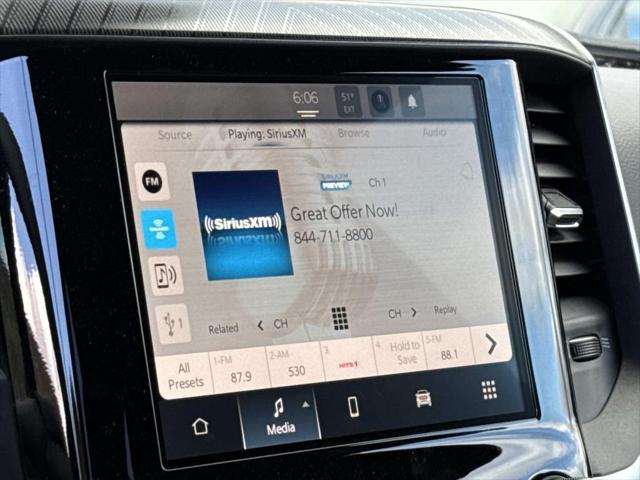 6:06
51°
EXT
Source Playing: SiriusXM Browse Audio
FM
SIRIUSXM
PREVIEW
Ch 1
((SiriusXM))
Great Offer Now!
844-711-8800
1
Related < CH CH > Replay
All
Presets
1-FM
87.9
2-AM
530
3
HITS 1
4
Hold to
Save
5-FM
88.1
>
Media